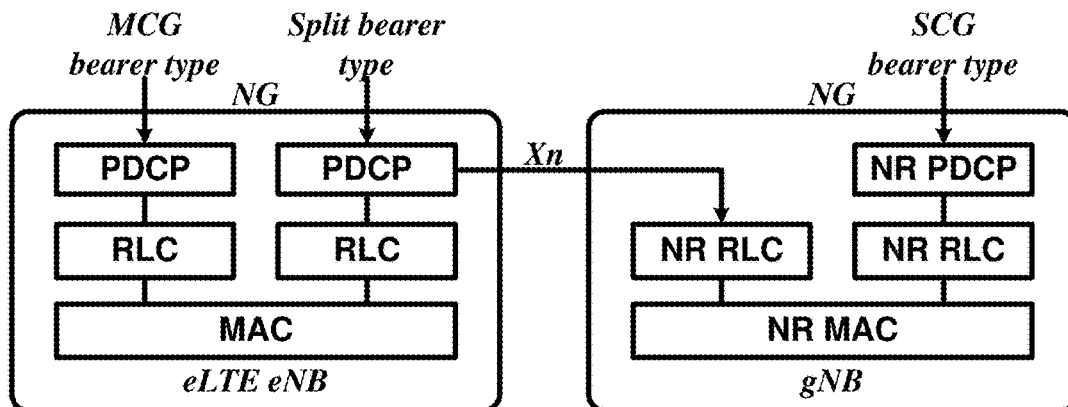 MCG
bearer type
Split bearer
type
SCG
bearer type
NG
NG
PDCP
PDCP
Xn
NR PDCP
RLC
RLC
NR RLC
NR RLC
MAC
NR MAC
eLTE eNB
gNB